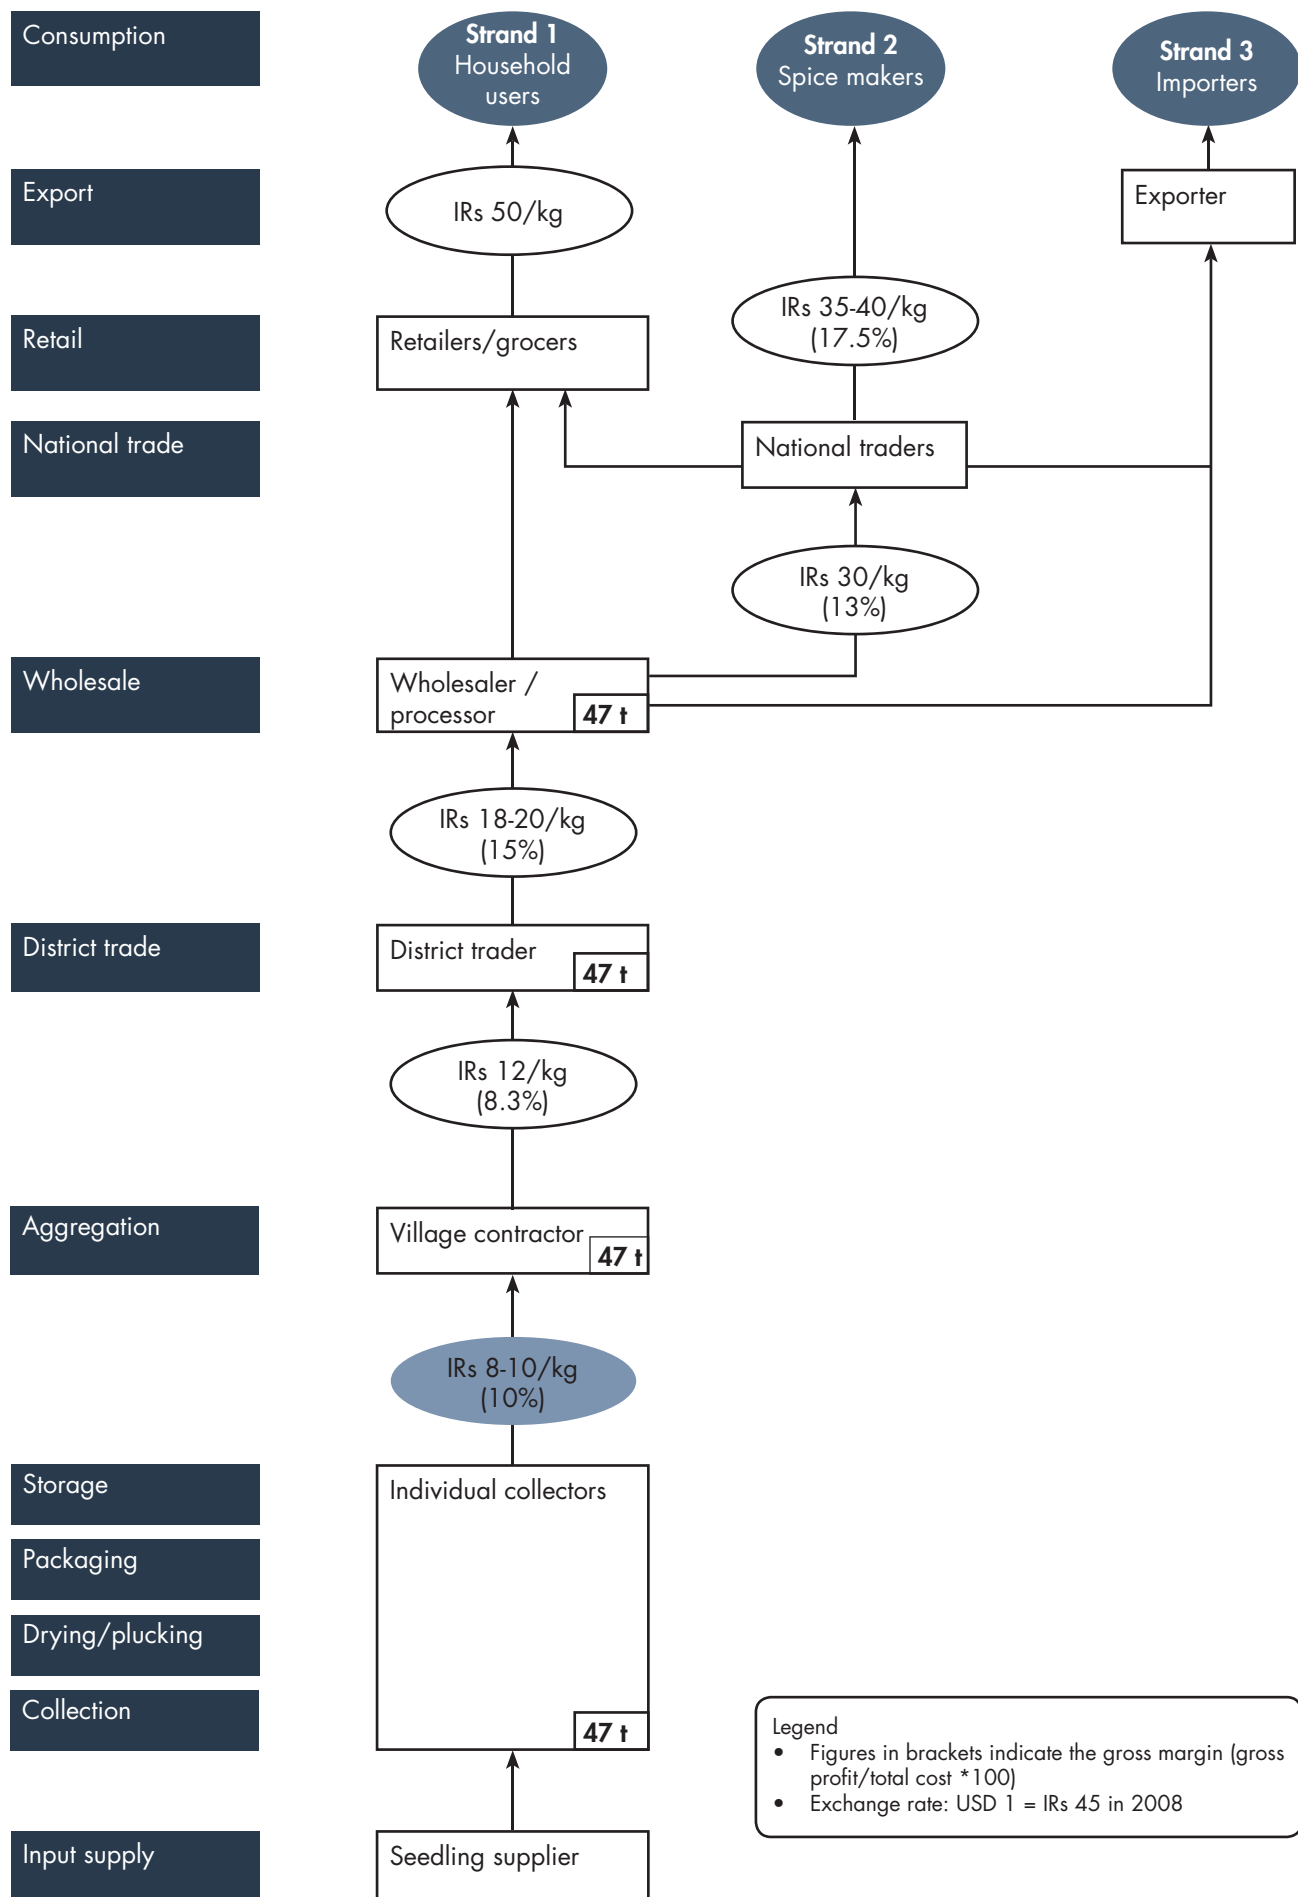 Consumption
Strand 1
Household
users
Strand 2
Spice makers
Strand 3
Importers
Export
IRs 50/kg
Exporter
Retail
Retailers/grocers
IRs 35-40/kg
(17.5%)
National trade
National traders
IRs 30/kg
(13%)
Wholesale
Wholesaler /
processor
47 t
IRs 18-20/kg
(15%)
District trade
District trader
47 t
IRs 12/kg
(8.3%)
Aggregation
Village contractor
47 t
IRs 8-10/kg
(10%)
Storage
Individual collectors
Packaging
Drying/plucking
Collection
47 t
Legend
• Figures in brackets indicate the gross margin (gross
profit/total cost *100)
• Exchange rate: USD 1 = IRs 45 in 2008
Input supply
Seedling supplier